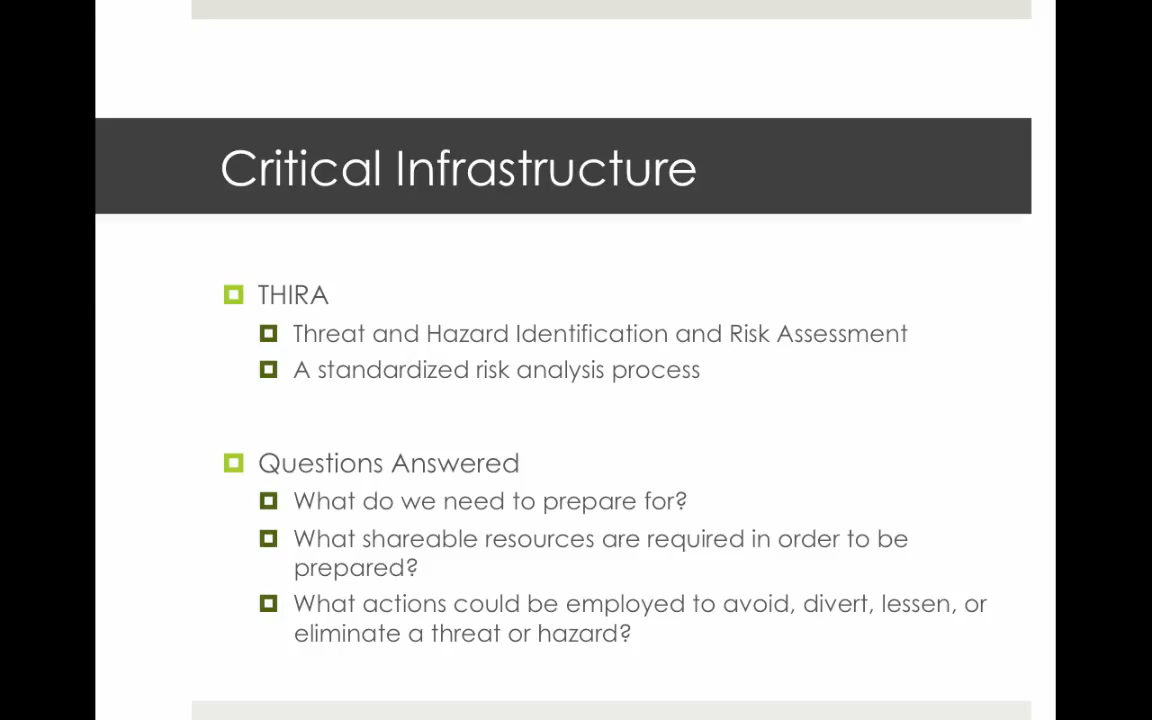 Critical Infrastructure
THIRA
Threat and Hazard Identification and Risk Assessment
A standardized risk analysis process
Questions Answered
What do we need to prepare for?
What shareable resources are required in order to be
prepared?
What actions could be employed to avoid, divert, lessen, or
eliminate a threat or hazard?